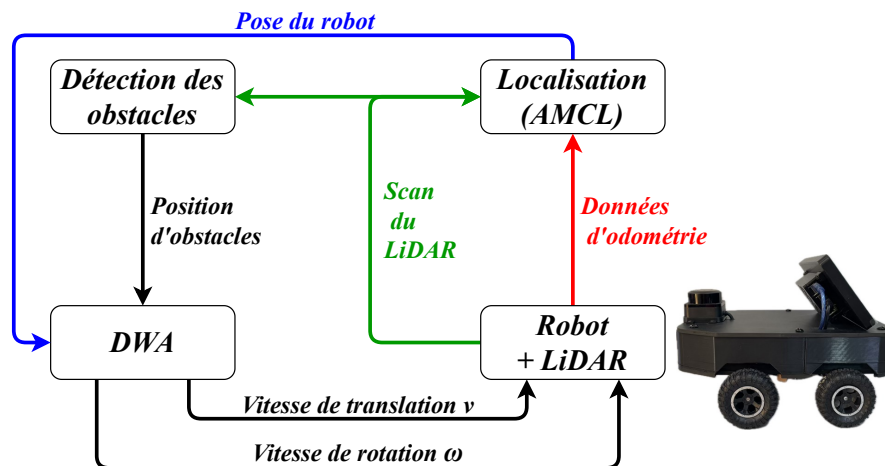 Pose du robot
Détection des
obstacles
Localisation
(AMCL)
Position
d'obstacles
Scan
du
LiDAR
Données
d'odométrie
DWA
Robot
+ LiDAR
Vitesse de translation v
Vitesse de rotation ω